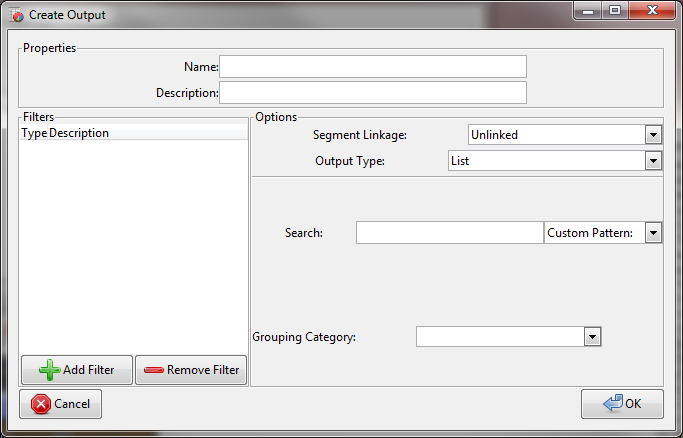 Create Output
Properties
Name:
Description:
Filters
Type Description
Add Filter
Remove Filter
Options
Segment Linkage:
Unlinked
Output Type:
List
Search:
Custom Pattern:
Grouping Category:
Cancel
OK